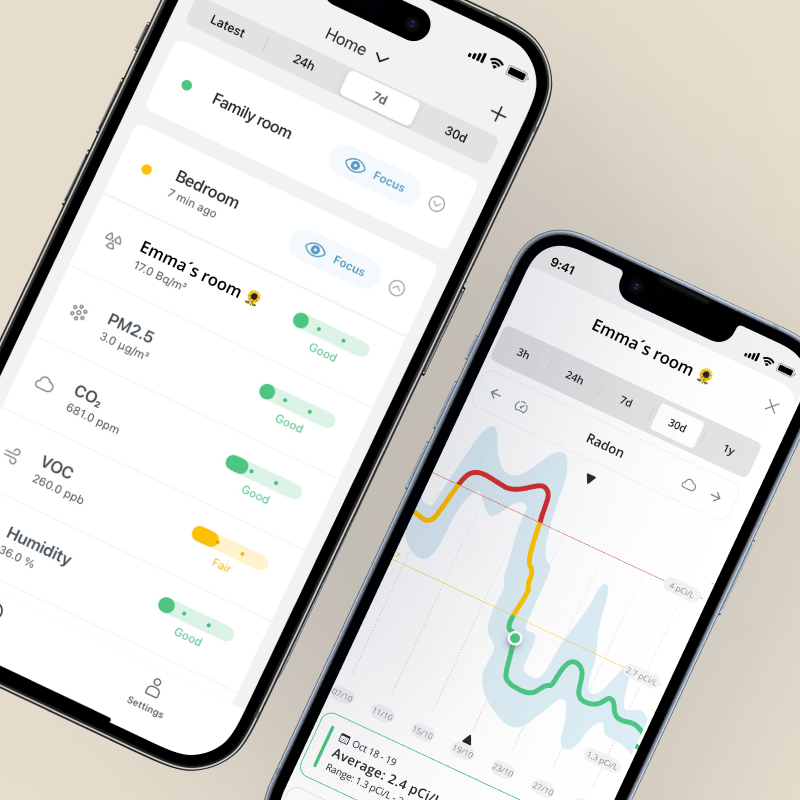 Home
Latest
24h
7d
30d
Family room
Focus
Bedroom
7 min ago
Focus
Emma´s room 🌻
17.0 Bq/m³
Good
PM2.5
3.0 µg/m³
Good
CO₂
681.0 ppm
Good
VOC
260.0 ppb
Fair
Humidity
36.0 %
Good
Settings
9:41
Emma´s room 🌻
3h
24h
7d
30d
1y
Radon
4 pCi/L
2.7 pCi/L
1.3 pCi/L
07/10
11/10
15/10
19/10
23/10
27/10
Oct 18 - 19
Average: 2.4 pCi/L
Range: 1.3 pCi/L -